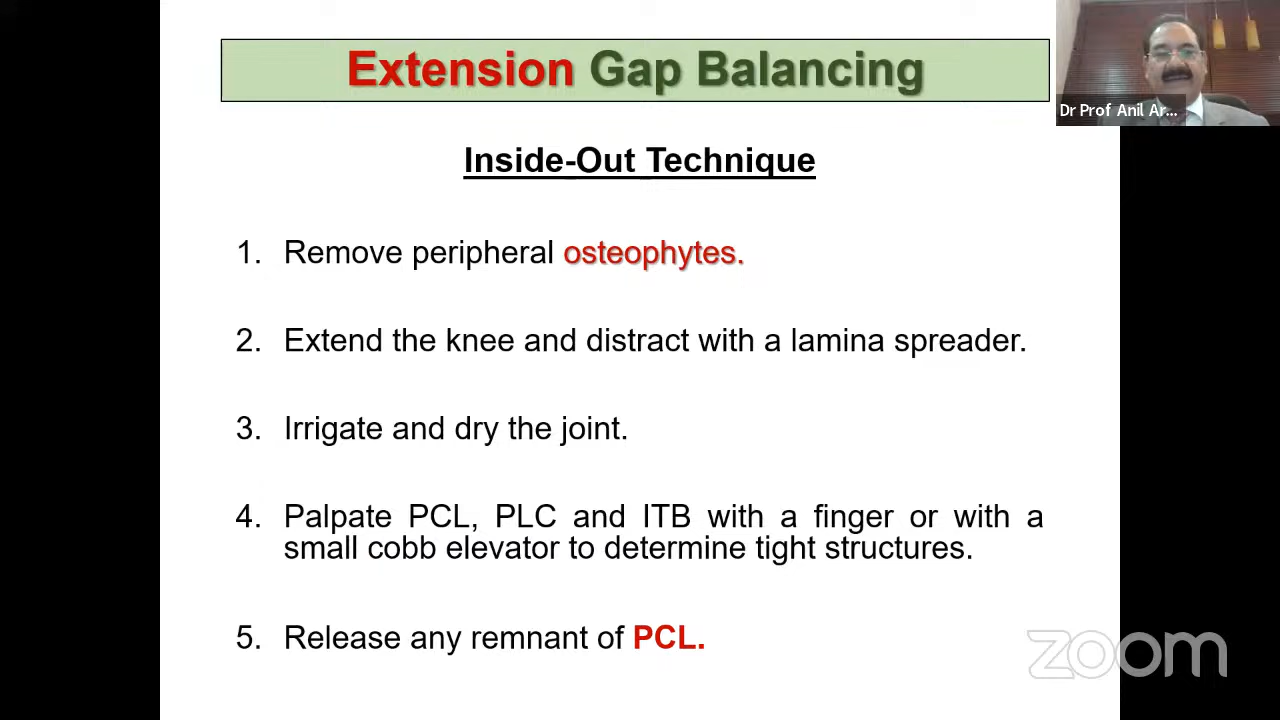 Extension Gap Balancing
Dr Prof Anil Ar...
Inside-Out Technique
1. Remove peripheral osteophytes.
2. Extend the knee and distract with a lamina spreader.
3. Irrigate and dry the joint.
4. Palpate PCL, PLC and ITB with a finger or with a
small cobb elevator to determine tight structures.
5. Release any remnant of PCL.
zoom